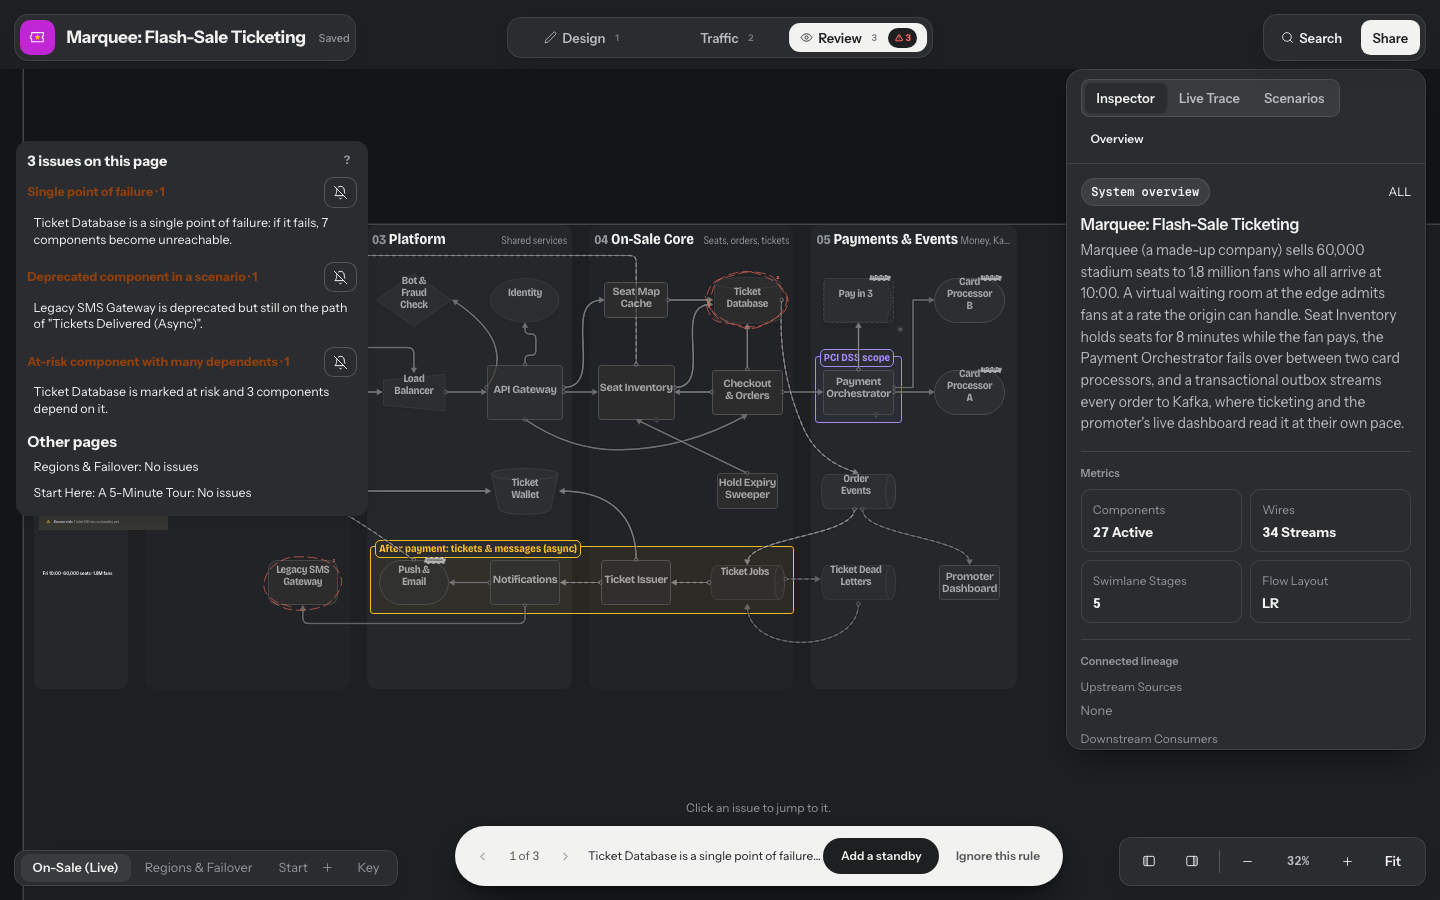 Marquee: Flash-Sale Ticketing
Saved
Design 1
Traffic 2
Review 3
3
Search
Share
3 issues on this page
?
Single point of failure · 1
Ticket Database is a single point of failure: if it fails, 7
components become unreachable.
Deprecated component in a scenario · 1
Legacy SMS Gateway is deprecated but still on the path
of "Tickets Delivered (Async)".
At-risk component with many dependents · 1
Ticket Database is marked at risk and 3 components
depend on it.
Other pages
Regions & Failover: No issues
Start Here: A 5-Minute Tour: No issues
Fri 10:00 · 60,000 seats · 1.8M fans
03 Platform
Shared services
04 On-Sale Core
Seats, orders, tickets
05 Payments & Events
Money, Ka...
Bot &
Fraud
Check
Identity
Seat Map
Cache
Ticket
Database
Pay in 3
Card
Processor
B
Load
Balancer
API Gateway
Seat Inventory
Checkout
& Orders
PCI DSS scope
Payment
Orchestrator
Card
Processor
A
Ticket
Wallet
Hold Expiry
Sweeper
Order
Events
After payment: tickets & messages (async)
Legacy SMS
Gateway
Push &
Email
Notifications
Ticket Issuer
Ticket Jobs
Ticket Dead
Letters
Promoter
Dashboard
Inspector
Live Trace
Scenarios
Overview
System overview
ALL
Marquee: Flash-Sale Ticketing
Marquee (a made-up company) sells 60,000
stadium seats to 1.8 million fans who all arrive at
10:00. A virtual waiting room at the edge admits
fans at a rate the origin can handle. Seat Inventory
holds seats for 8 minutes while the fan pays, the
Payment Orchestrator fails over between two card
processors, and a transactional outbox streams
every order to Kafka, where ticketing and the
promoter's live dashboard read it at their own pace.
Metrics
Components
27 Active
Wires
34 Streams
Swimlane Stages
5
Flow Layout
LR
Connected lineage
Upstream Sources
None
Downstream Consumers
Click an issue to jump to it.
1 of 3
Ticket Database is a single point of failure...
Add a standby
Ignore this rule
On-Sale (Live)
Regions & Failover
Start
+
Key
−
32%
+
Fit